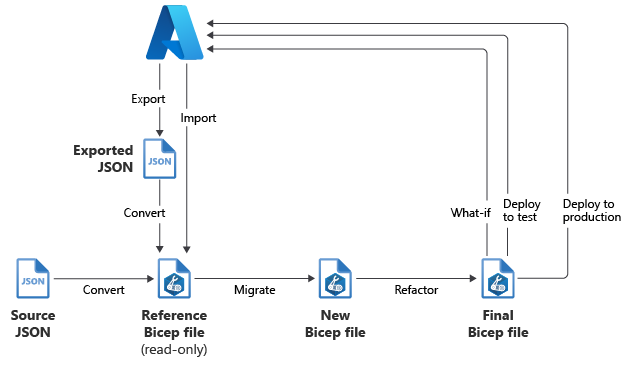 Export
Import
Exported
JSON
JSON
Convert
What-if
Deploy
to test
Deploy to
production
JSON
Convert
Migrate
Refactor
Source
JSON
Reference
Bicep file
(read-only)
New
Bicep file
Final
Bicep file